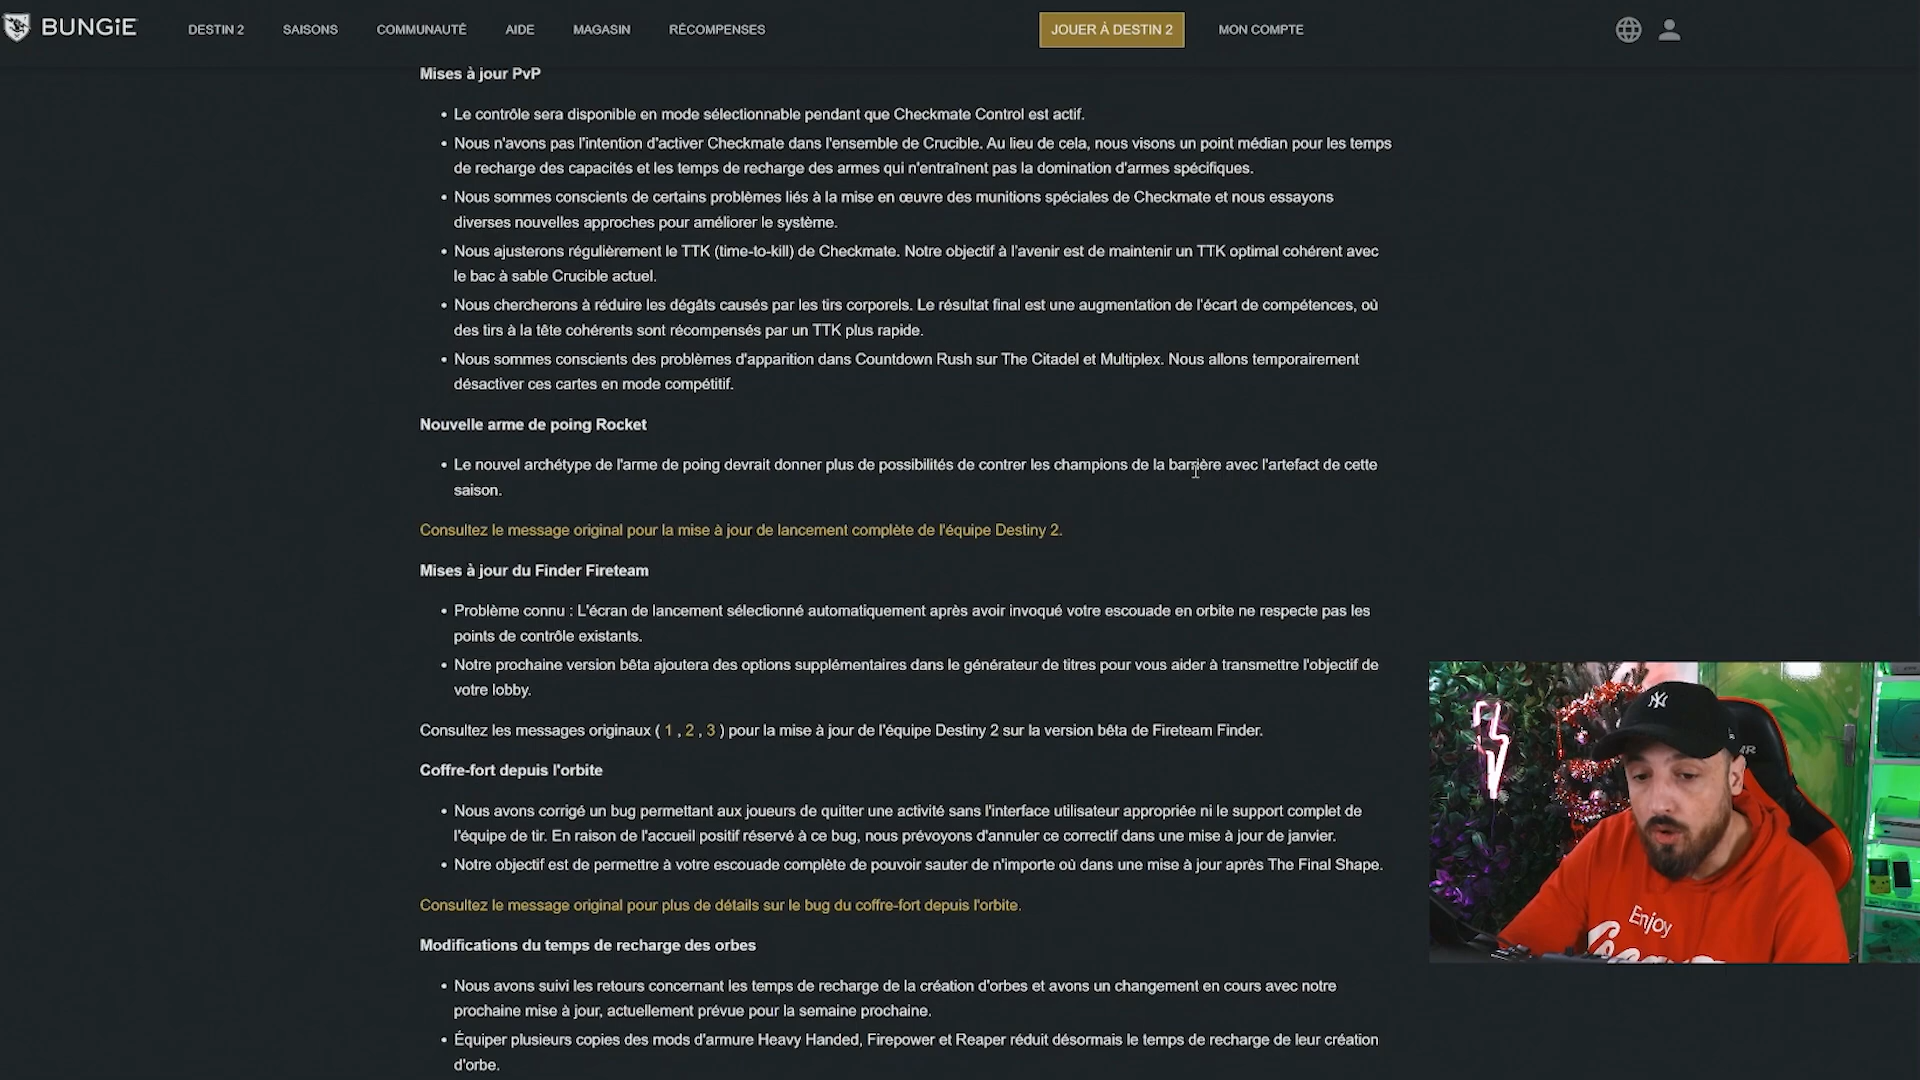 BUNGiE DESTIN 2 SAISONS COMMUNAUTÉ AIDE MAGASIN RÉCOMPENSES JOUER À DESTIN 2 MON COMPTE
Mises à jour PvP
• Le contrôle sera disponible en mode sélectionnable pendant que Checkmate Control est actif.
• Nous n'avons pas l'intention d'activer Checkmate dans l'ensemble de Crucible. Au lieu de cela, nous visons un point médian pour les temps
de recharge des capacités et les temps de recharge des armes qui n'entraînent pas la domination d'armes spécifiques.
• Nous sommes conscients de certains problèmes liés à la mise en œuvre des munitions spéciales de Checkmate et nous essayons
diverses nouvelles approches pour améliorer le système.
• Nous ajusterons régulièrement le TTK (time-to-kill) de Checkmate. Notre objectif à l'avenir est de maintenir un TTK optimal cohérent avec
le bac à sable Crucible actuel.
• Nous chercherons à réduire les dégâts causés par les tirs corporels. Le résultat final est une augmentation de l'écart de compétences, où
des tirs à la tête cohérents sont récompensés par un TTK plus rapide.
• Nous sommes conscients des problèmes d'apparition dans Countdown Rush sur The Citadel et Multiplex. Nous allons temporairement
désactiver ces cartes en mode compétitif.
Nouvelle arme de poing Rocket
• Le nouvel archétype de l'arme de poing devrait donner plus de possibilités de contrer les champions de la barrière avec l'artefact de cette
saison.
Consultez le message original pour la mise à jour de lancement complète de l'équipe Destiny 2.
Mises à jour du Finder Fireteam
• Problème connu : L'écran de lancement sélectionné automatiquement après avoir invoqué votre escouade en orbite ne respecte pas les
points de contrôle existants.
• Notre prochaine version bêta ajoutera des options supplémentaires dans le générateur de titres pour vous aider à transmettre l'objectif de
votre lobby.
Consultez les messages originaux ( 1 , 2 , 3 ) pour la mise à jour de l'équipe Destiny 2 sur la version bêta de Fireteam Finder.
Coffre-fort depuis l'orbite
• Nous avons corrigé un bug permettant aux joueurs de quitter une activité sans l'interface utilisateur appropriée ni le support complet de
l'équipe de tir. En raison de l'accueil positif réservé à ce bug, nous prévoyons d'annuler ce correctif dans une mise à jour de janvier.
• Notre objectif est de permettre à votre escouade complète de pouvoir sauter de n'importe où dans une mise à jour après The Final Shape.
Consultez le message original pour plus de détails sur le bug du coffre-fort depuis l'orbite.
Modifications du temps de recharge des orbes
• Nous avons suivi les retours concernant les temps de recharge de la création d'orbes et avons un changement en cours avec notre
prochaine mise à jour, actuellement prévue pour la semaine prochaine.
• Équiper plusieurs copies des mods d'armure Heavy Handed, Firepower et Reaper réduit désormais le temps de recharge de leur création
d'orbe.
Enjoy